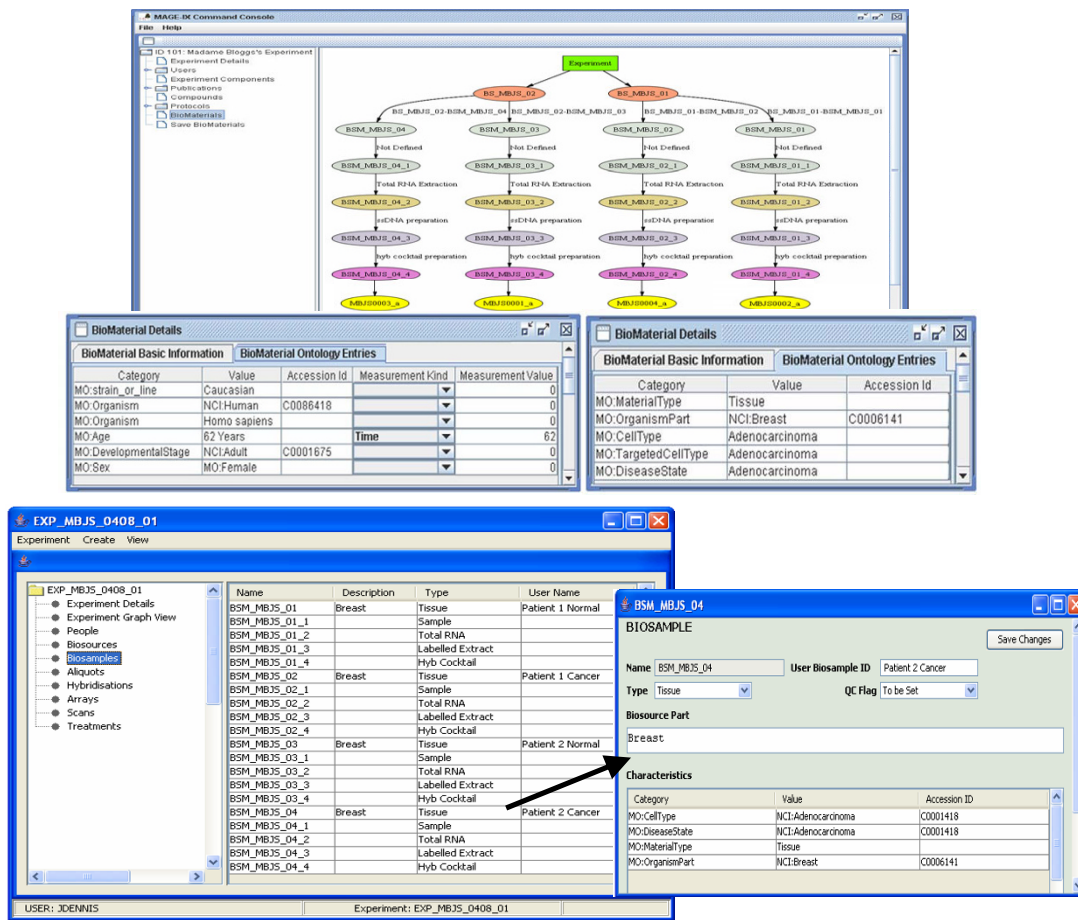 MAGE-IX Command Console
File Help
ID 101: Madame Bloggs's Experiment
Experiment Details
Users
Experiment Components
Publications
Compounds
Protocols
BioMaterials
Save BioMaterials
Experiment
BS_MBJS_02 BS_MBJS_01
BS_MBJS_02-BSM_MBJS_04 BS_MBJS_02-BSM_MBJS_03 BS_MBJS_01-BSM_MBJS_02 BS_MBJS_01-BSM_MBJS_01
BSM_MBJS_04 BSM_MBJS_03 BSM_MBJS_02 BSM_MBJS_01
Not Defined Not Defined Not Defined Not Defined
BSM_MBJS_04_1 BSM_MBJS_03_1 BSM_MBJS_02_1 BSM_MBJS_01_1
Total RNA Extraction Total RNA Extraction Total RNA Extraction Total RNA Extraction
BSM_MBJS_04_2 BSM_MBJS_03_2 BSM_MBJS_02_2 BSM_MBJS_01_2
ssDNA preparation ssDNA preparation ssDNA preparation ssDNA preparation
BSM_MBJS_04_3 BSM_MBJS_03_3 BSM_MBJS_02_3 BSM_MBJS_01_3
hyb cocktail preparation hyb cocktail preparation hyb cocktail preparation hyb cocktail preparation
BSM_MBJS_04_4 BSM_MBJS_03_4 BSM_MBJS_02_4 BSM_MBJS_01_4
MBJS0003_a MBJS0001_a MBJS0004_a MBJS0002_a
BioMaterial Details
BioMaterial Basic Information BioMaterial Ontology Entries
Category Value Accession Id Measurement Kind Measurement Value
MO:strain_or_line Caucasian 0
MO:Organism NCI:Human C0086418 0
MO:Organism Homo sapiens 0
MO:Age 62 Years Time 62
MO:DevelopmentalStage NCI:Adult C0001675 0
MO:Sex MO:Female 0
BioMaterial Details
BioMaterial Basic Information BioMaterial Ontology Entries
Category Value Accession Id
MO:MaterialType Tissue
MO:OrganismPart NCI:Breast C0006141
MO:CellType Adenocarcinoma
MO:TargetedCellType Adenocarcinoma
MO:DiseaseState Adenocarcinoma
EXP_MBJS_0408_01
Experiment Create View
EXP_MBJS_0408_01
Experiment Details
Experiment Graph View
People
Biosources
Biosamples
Aliquots
Hybridisations
Arrays
Scans
Treatments
Name Description Type User Name
BSM_MBJS_01 Breast Tissue Patient 1 Normal
BSM_MBJS_01_1 Sample
BSM_MBJS_01_2 Total RNA
BSM_MBJS_01_3 Labelled Extract
BSM_MBJS_01_4 Hyb Cocktail
BSM_MBJS_02 Breast Tissue Patient 1 Cancer
BSM_MBJS_02_1 Sample
BSM_MBJS_02_2 Total RNA
BSM_MBJS_02_3 Labelled Extract
BSM_MBJS_02_4 Hyb Cocktail
BSM_MBJS_03 Breast Tissue Patient 2 Normal
BSM_MBJS_03_1 Sample
BSM_MBJS_03_2 Total RNA
BSM_MBJS_03_3 Labelled Extract
BSM_MBJS_03_4 Hyb Cocktail
BSM_MBJS_04 Breast Tissue Patient 2 Cancer
BSM_MBJS_04_1 Sample
BSM_MBJS_04_2 Total RNA
BSM_MBJS_04_3 Labelled Extract
BSM_MBJS_04_4 Hyb Cocktail
USER: JDENNIS Experiment: EXP_MBJS_0408_01
BSM_MBJS_04
BIOSAMPLE
Save Changes
Name BSM_MBJS_04 User Biosample ID Patient 2 Cancer
Type Tissue QC Flag To be Set
Biosource Part
Breast
Characteristics
Category Value Accession ID
MO:CellType NCI:Adenocarcinoma C0001418
MO:DiseaseState NCI:Adenocarcinoma C0001418
MO:MaterialType Tissue
MO:OrganismPart NCI:Breast C0006141